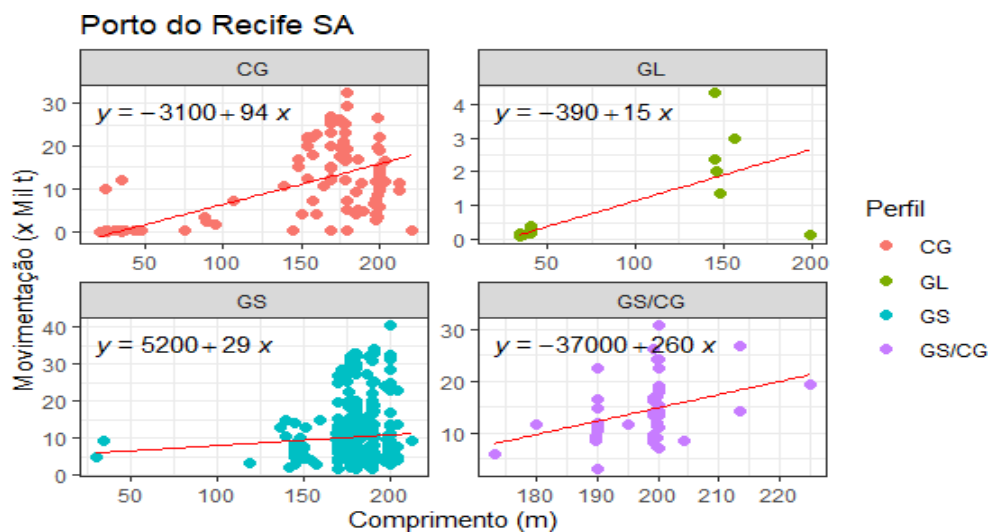 Porto do Recife SA
Movimentação (x Mil t)
CG
y = −3100 + 94 x
30
20
10
0
50
100
150
200
GL
y = −390 + 15 x
4
3
2
1
0
50
100
150
200
GS
y = 5200 + 29 x
40
30
20
10
0
50
100
150
200
GS/CG
y = −37000 + 260 x
30
20
10
180
190
200
210
220
Comprimento (m)
Perfil
CG
GL
GS
GS/CG